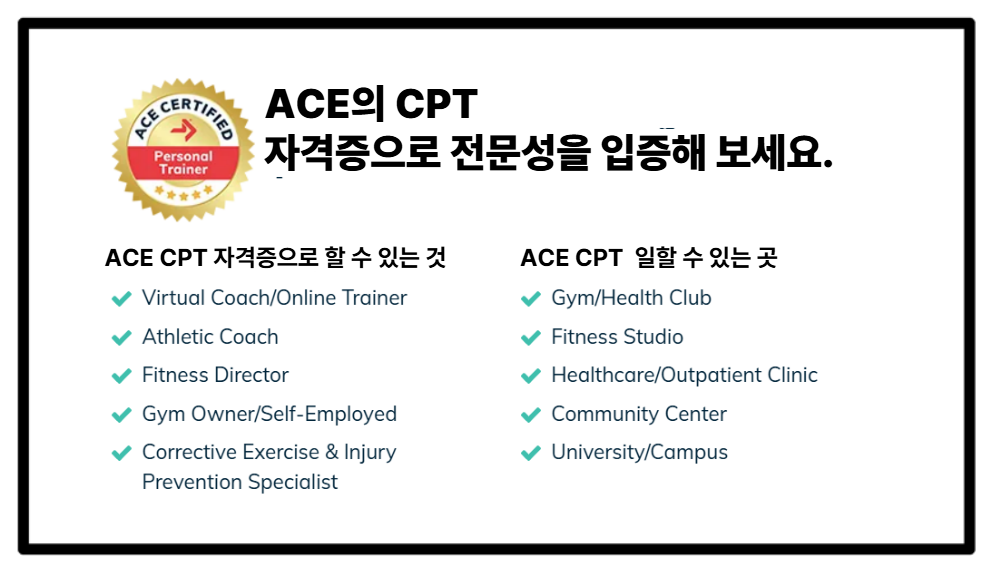 ACE CERTIFIED
Personal
Trainer
ACE의 CPT
자격증으로 전문성을 입증해 보세요.
ACE CPT 자격증으로 할 수 있는 것
Virtual Coach/Online Trainer
Athletic Coach
Fitness Director
Gym Owner/Self-Employed
Corrective Exercise & Injury
Prevention Specialist
ACE CPT 일할 수 있는 곳
Gym/Health Club
Fitness Studio
Healthcare/Outpatient Clinic
Community Center
University/Campus